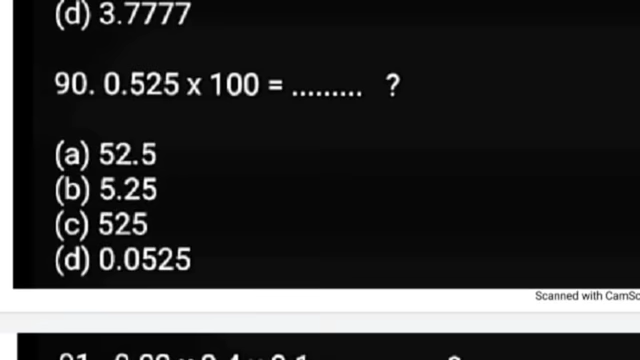 (d) 3.7777
90. 0.525 x 100 = ......... ?
(a) 52.5
(b) 5.25
(c) 525
(d) 0.0525
Scanned with CamSc